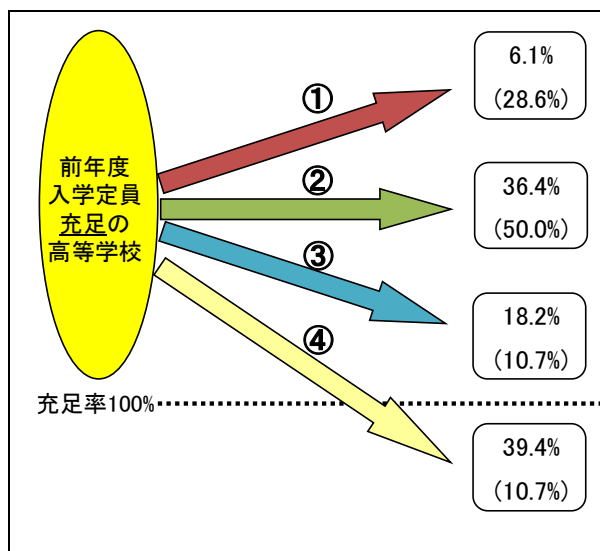 前年度
入学定員
充足の
高等学校
①
6.1%
(28.6%)
②
36.4%
(50.0%)
③
18.2%
(10.7%)
④
充足率100%
39.4%
(10.7%)